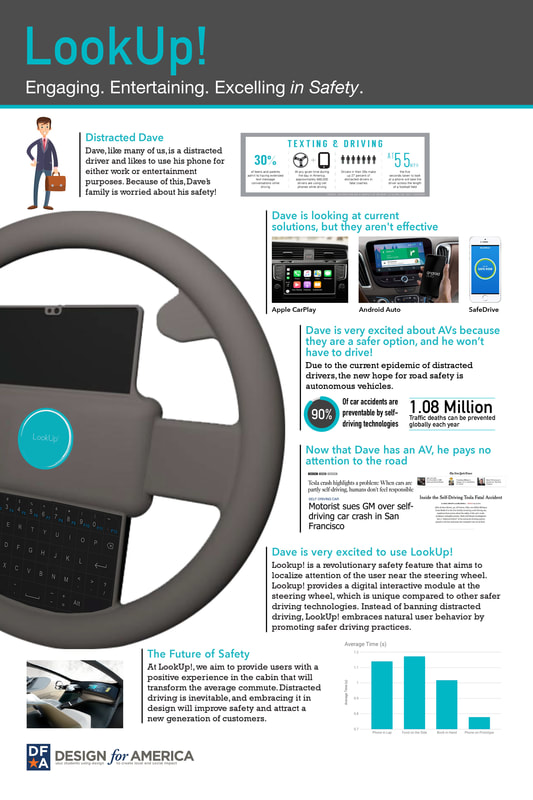 LookUp!
Engaging. Entertaining. Excelling in Safety.
Distracted Dave
Dave, like many of us, is a distracted
driver and likes to use his phone for
either work or entertainment
purposes. Because of this, Dave's
family is worried about his safety!
TEXTING & DRIVING
30%
AT 55 MPH
Dave is looking at current
solutions, but they aren't effective
Apple CarPlay
Android Auto
SafeDrive
Dave is very excited about AVs because
they are a safer option, and he won't
have to drive!
Due to the current epidemic of distracted
drivers, the new hope for road safety is
autonomous vehicles.
90%
Of car accidents are
preventable by self-
driving technologies
1.08 Million
Traffic deaths can be prevented
globally each year
Now that Dave has an AV, he pays no
attention to the road
Tesla crash highlights a problem: When cars are
partly self-driving, humans don't feel responsible
SELF DRIVING CAR
Motorist sues GM over self-
driving car crash in San
Francisco
The New York Times
Inside the Self-Driving Tesla Fatal Accident
LookUp!
Dave is very excited to use LookUp!
Lookup! is a revolutionary safety feature that aims to
localize attention of the user near the steering wheel.
Lookup! provides a digital interactive module at the
steering wheel, which is unique compared to other safer
driving technologies. Instead of banning distracted
driving, LookUp! embraces natural user behavior by
promoting safer driving practices.
The Future of Safety
At LookUp!, we aim to provide users with a
positive experience in the cabin that will
transform the average commute. Distracted
driving is inevitable, and embracing it in
design will improve safety and attract a
new generation of customers.
Average Time (s)
Average Time (s)
Phone in Lap
Phone on Prototype
DFA
DESIGN for AMERICA